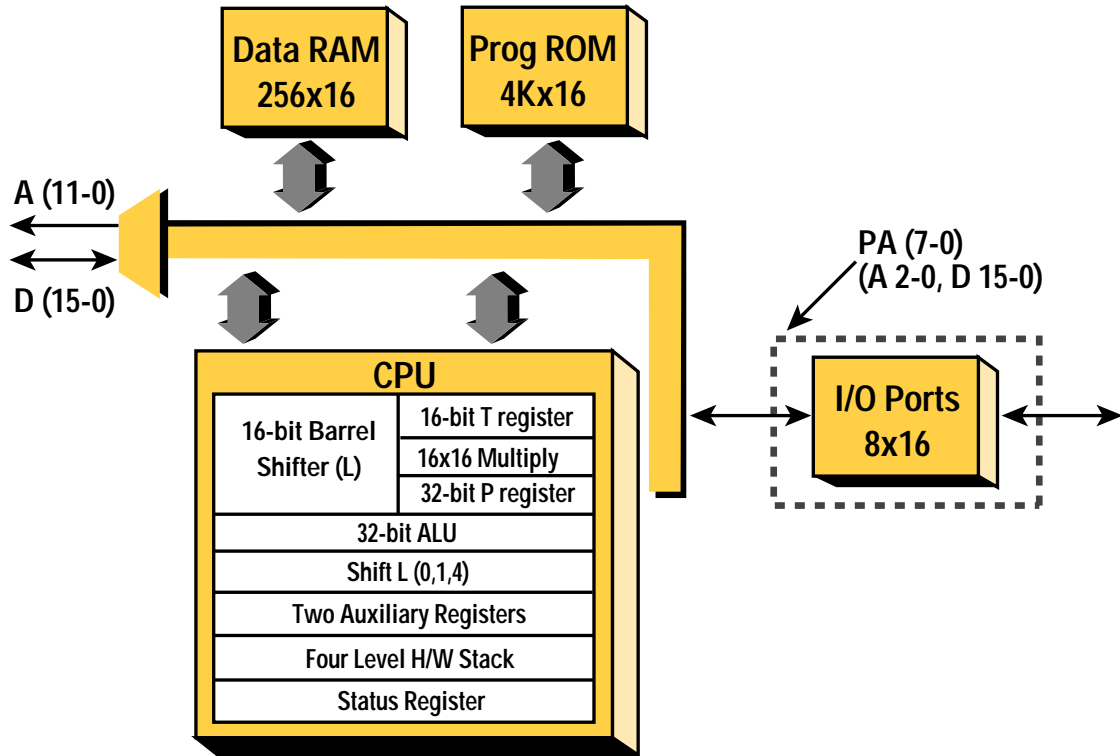 Data RAM
256x16
Prog ROM
4Kx16
A (11-0)
D (15-0)
PA (7-0)
(A 2-0, D 15-0)
I/O Ports
8x16
CPU
16-bit Barrel
Shifter (L)
16-bit T register
16x16 Multiply
32-bit P register
32-bit ALU
Shift L (0,1,4)
Two Auxiliary Registers
Four Level H/W Stack
Status Register